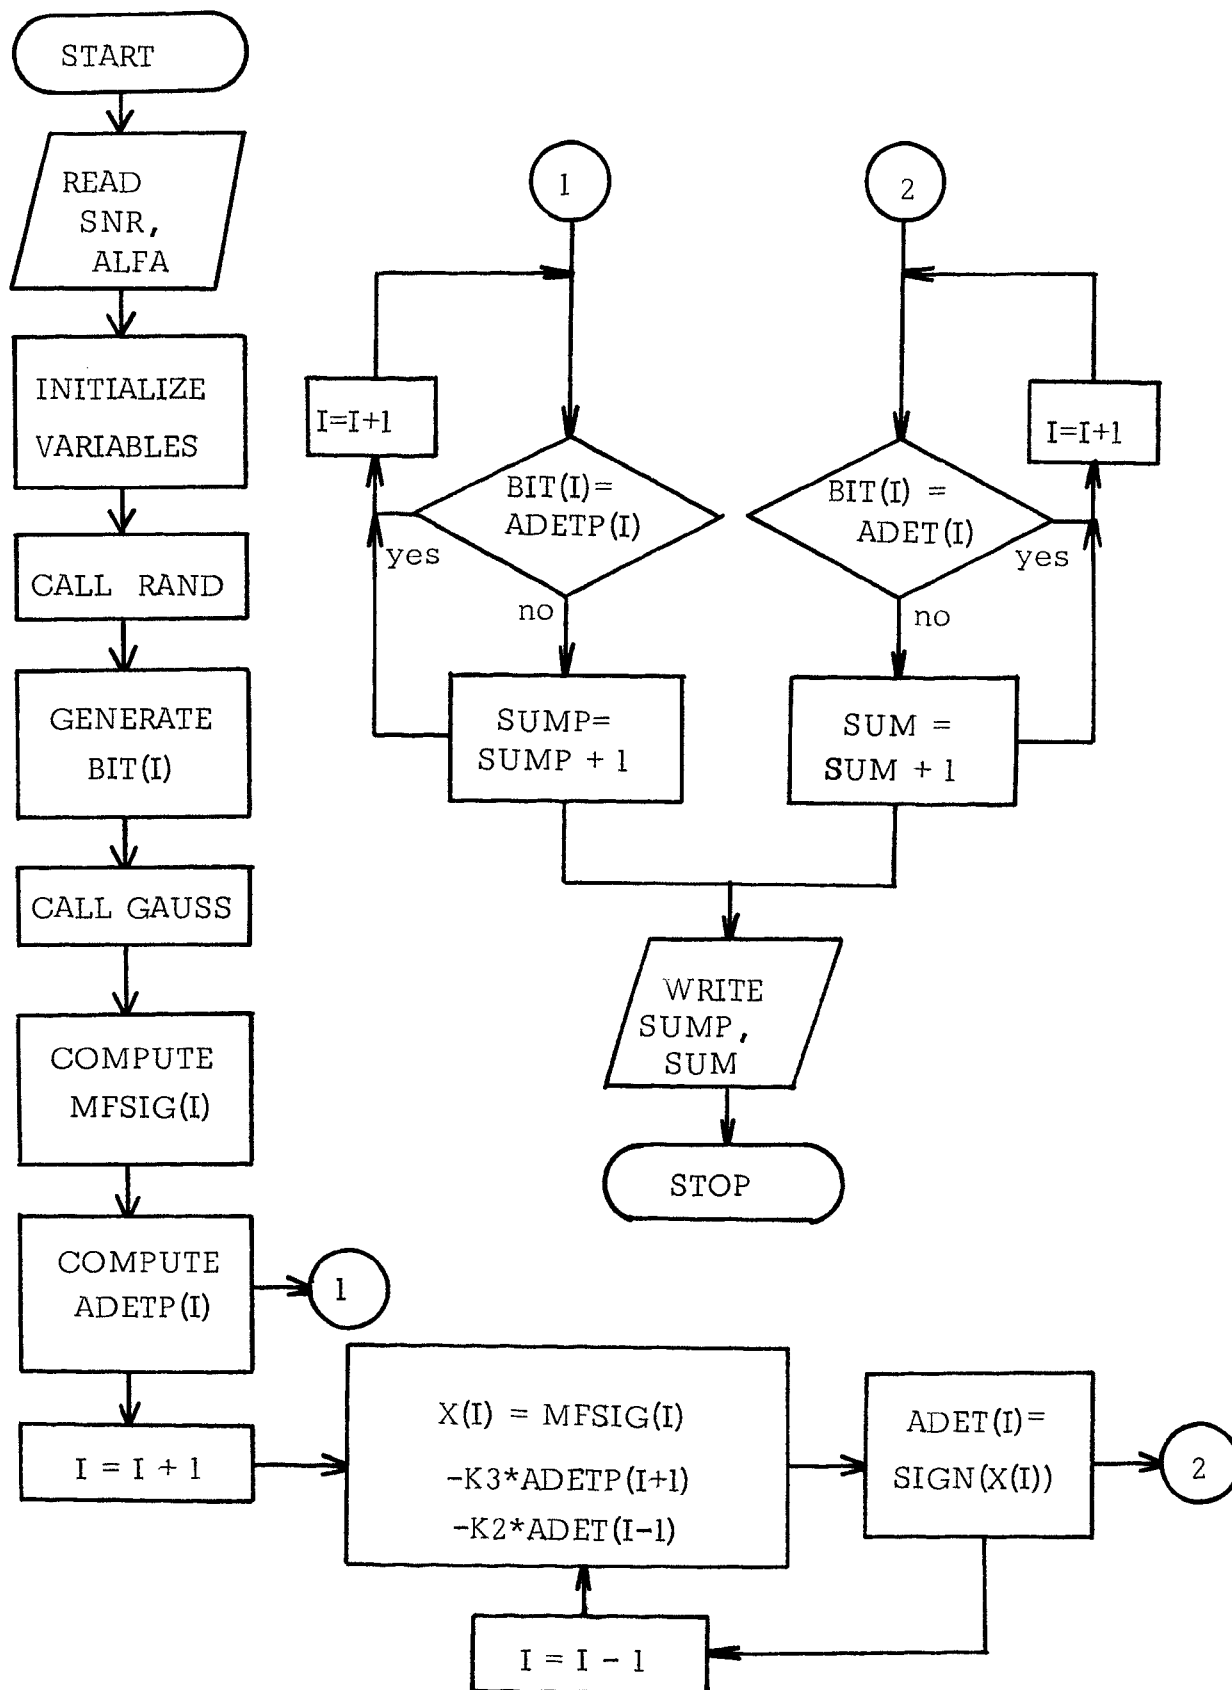 START
READ
SNR,
ALFA
INITIALIZE
VARIABLES
CALL RAND
GENERATE
BIT(I)
CALL GAUSS
COMPUTE
MFSIG(I)
COMPUTE
ADETP(I)
1
I = I + 1
X(I) = MFSIG(I)
-K3*ADETP(I+1)
-K2*ADET(I-1)
ADET(I)=
SIGN(X(I))
2
I = I - 1
1
I=I+1
BIT(I)=
ADETP(I)
yes
no
SUMP=
SUMP + 1
2
I=I+1
BIT(I) =
ADET(I)
yes
no
SUM =
SUM + 1
WRITE
SUMP,
SUM
STOP